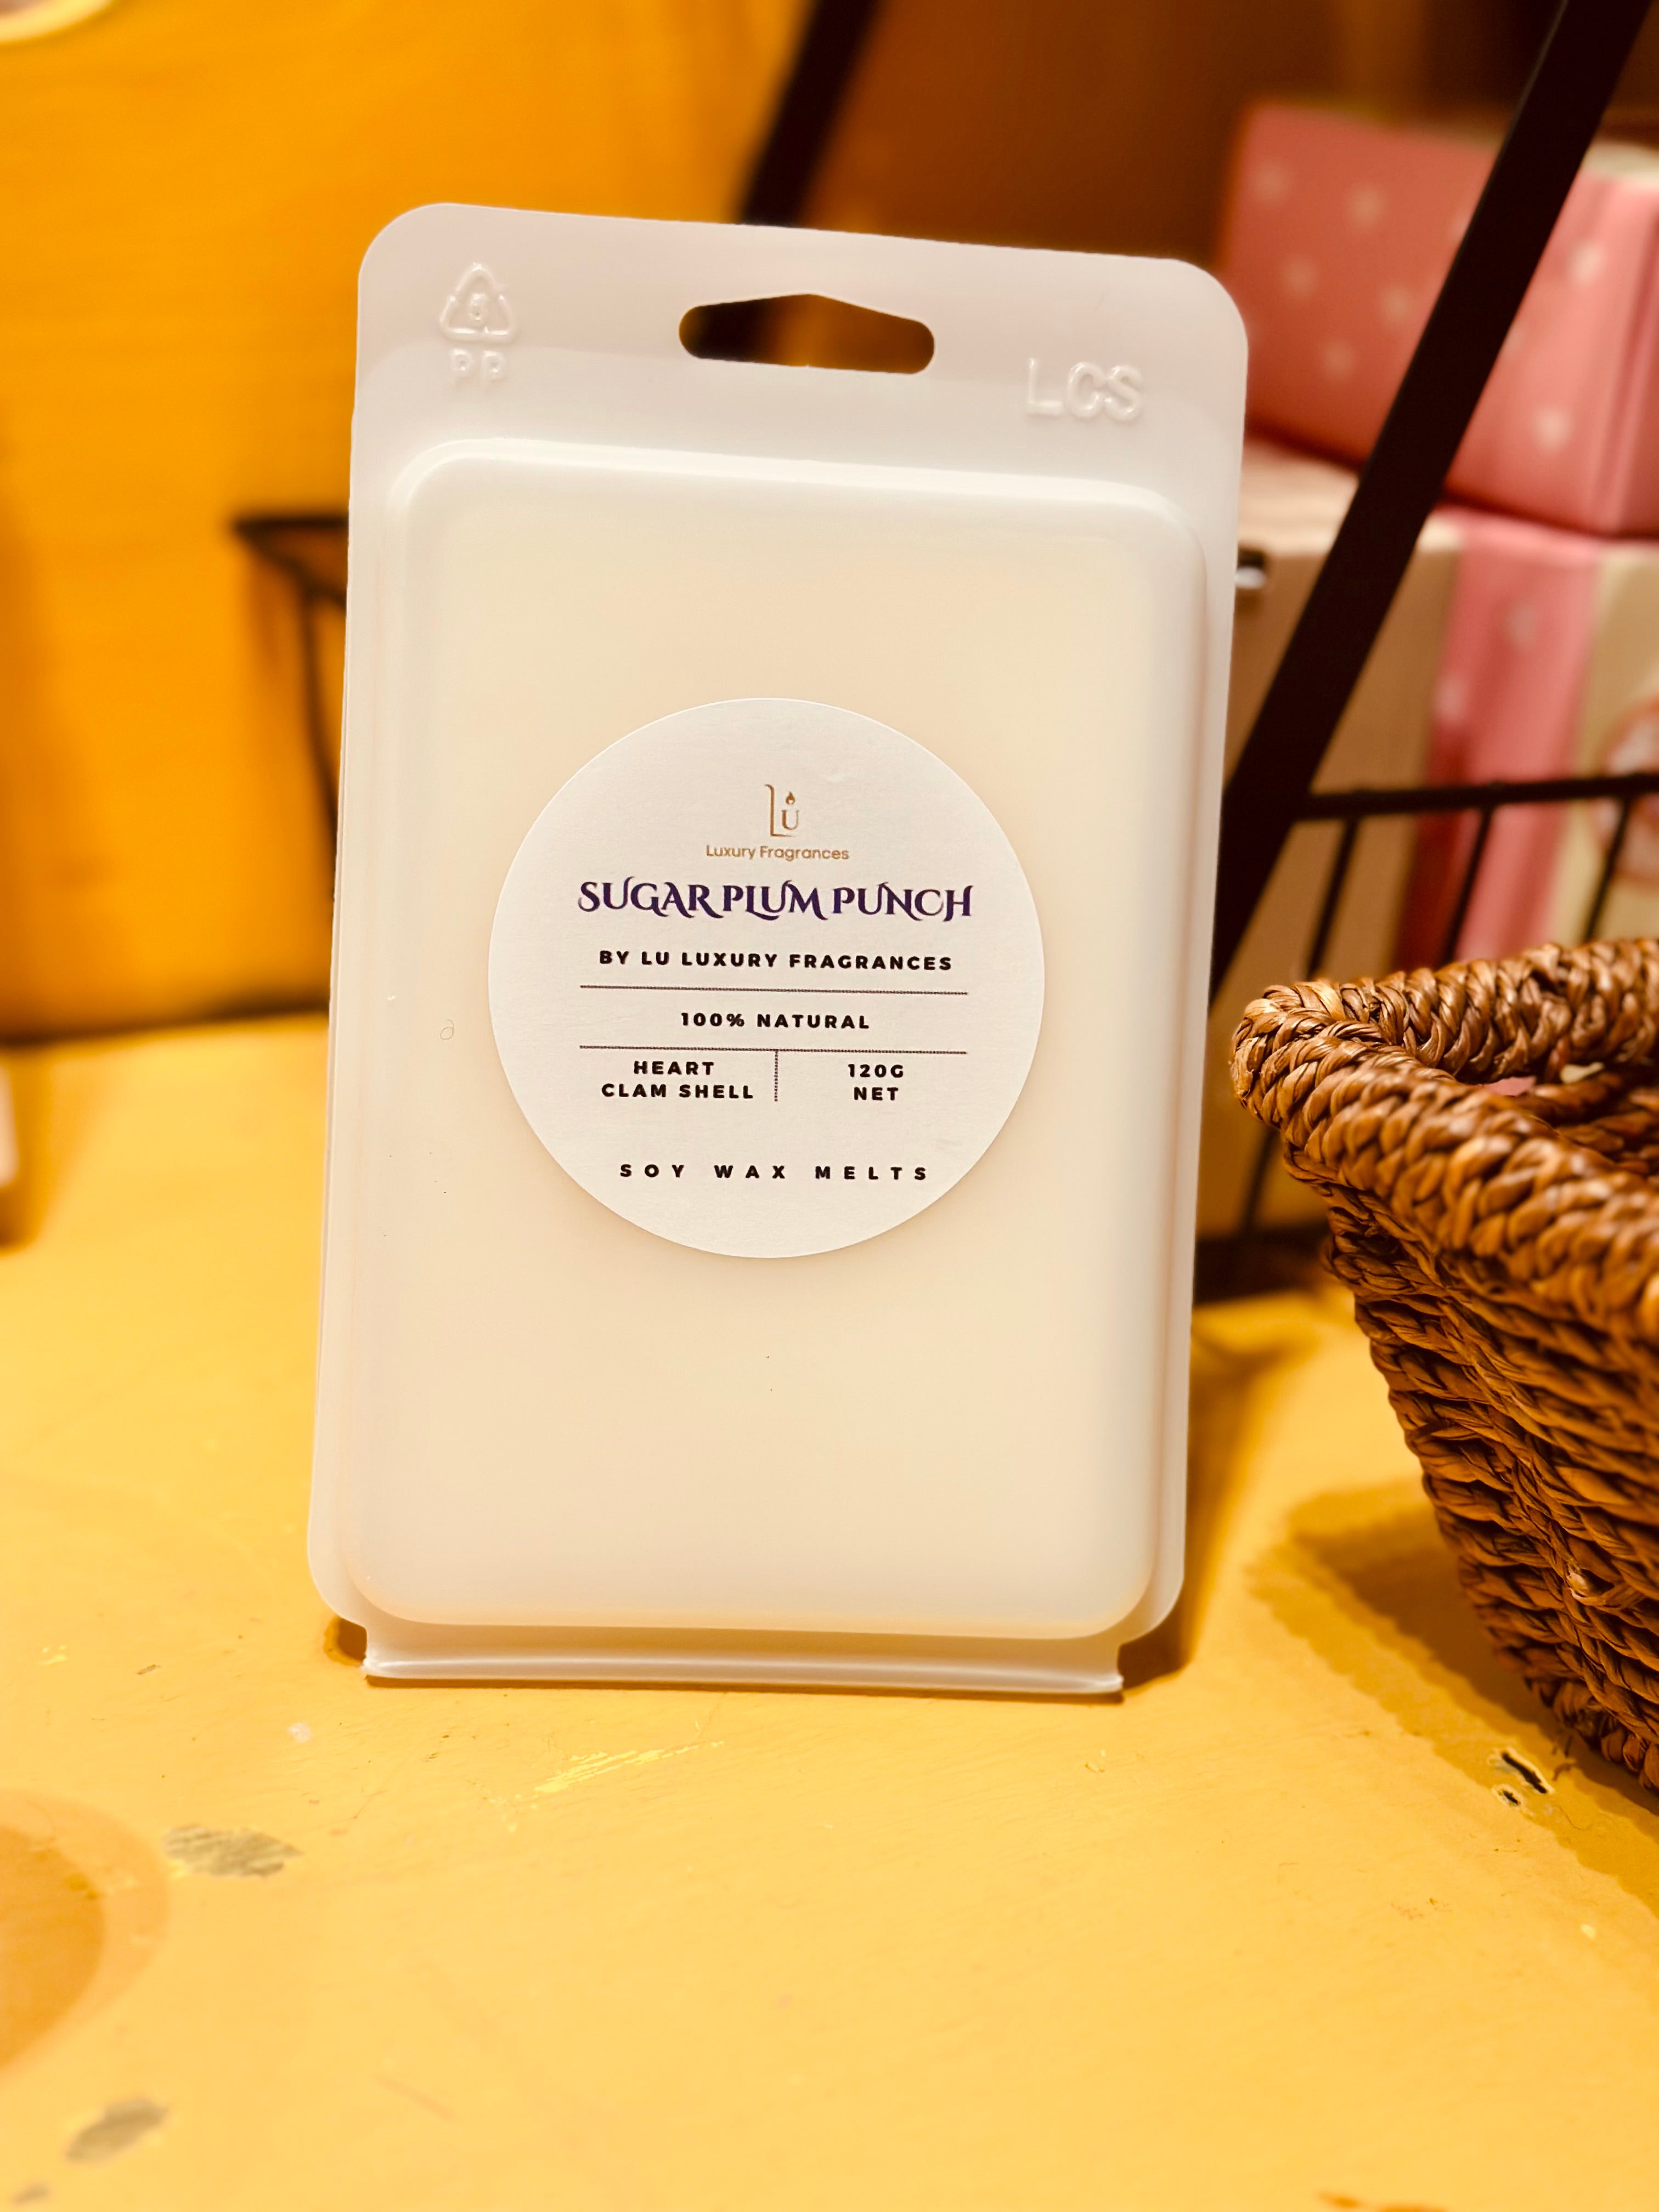 5
PP
LCS
LU
Luxury Fragrances
SUGAR PLUM PUNCH
BY LU LUXURY FRAGRANCES
100% NATURAL
HEART
CLAM SHELL
120G
NET
SOY WAX MELTS